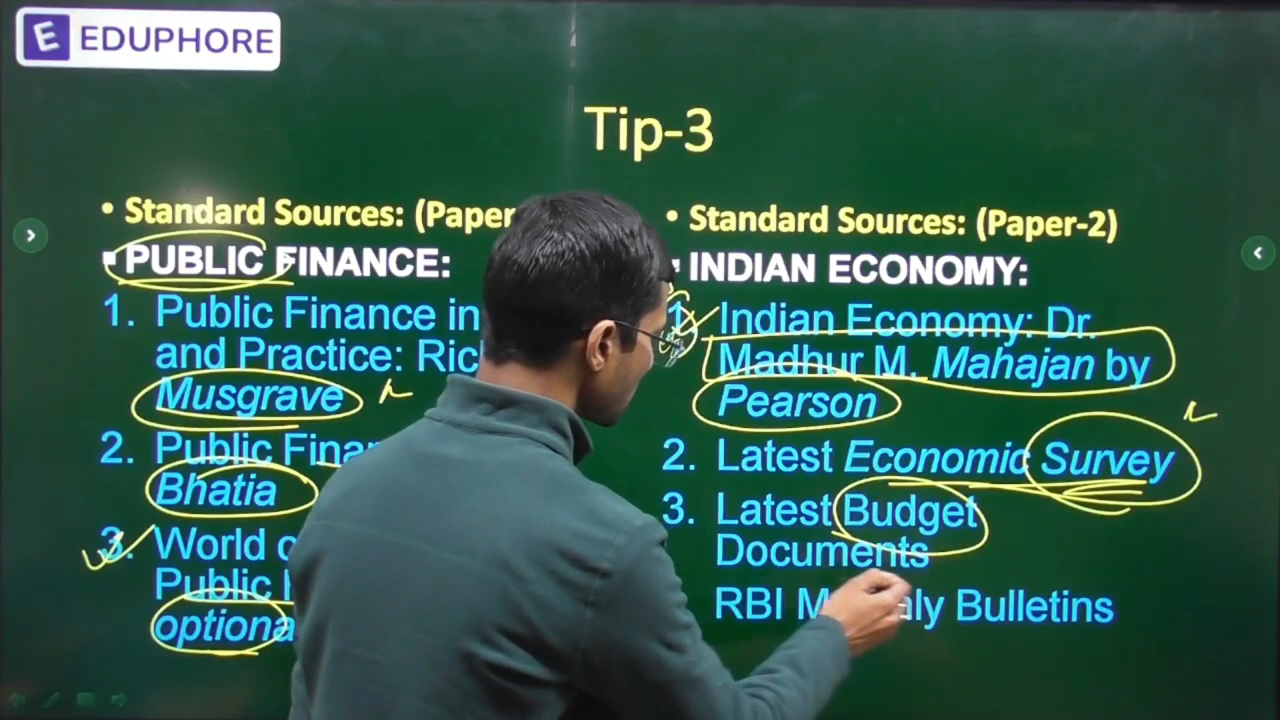 E EDUPHORE
Tip-3
• Standard Sources: (Paper
▪ PUBLIC FINANCE:
1. Public Finance in
and Practice: Ric
Musgrave
2. Public Finan
Bhatia
3. World
Public
optiona
• Standard Sources: (Paper-2)
▪ INDIAN ECONOMY:
1. Indian Economy: Dr.
Madhur M. Mahajan by
Pearson
2. Latest Economic Survey
3. Latest Budget
Documents
RBI M ly Bulletins